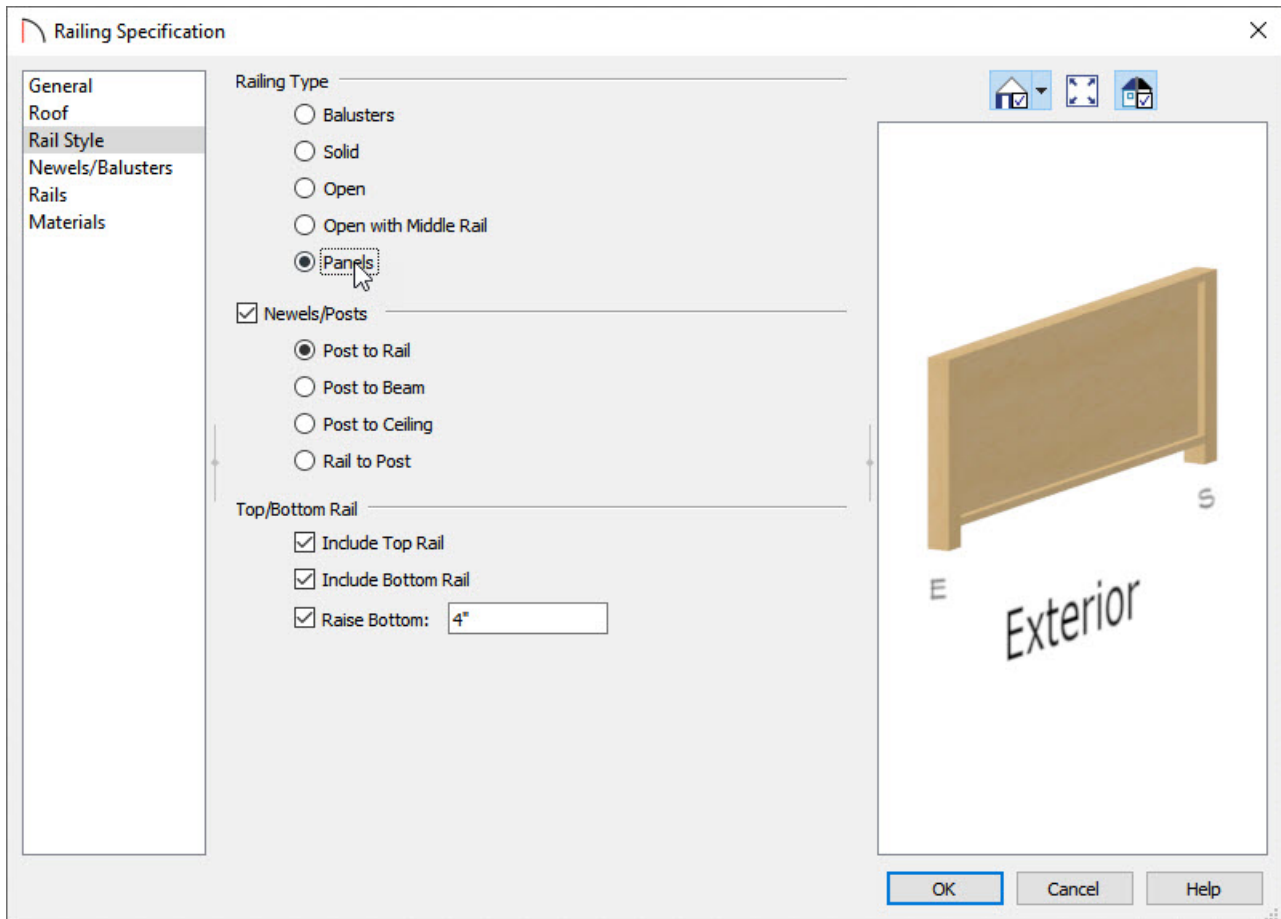 Railing Specification
General
Roof
Rail Style
Newels/Balusters
Rails
Materials
Railing Type
Balusters
Solid
Open
Open with Middle Rail
Panels
Newels/Posts
Post to Rail
Post to Beam
Post to Ceiling
Rail to Post
Top/Bottom Rail
Include Top Rail
Include Bottom Rail
Raise Bottom: 4"
S
E
Exterior
OK Cancel Help